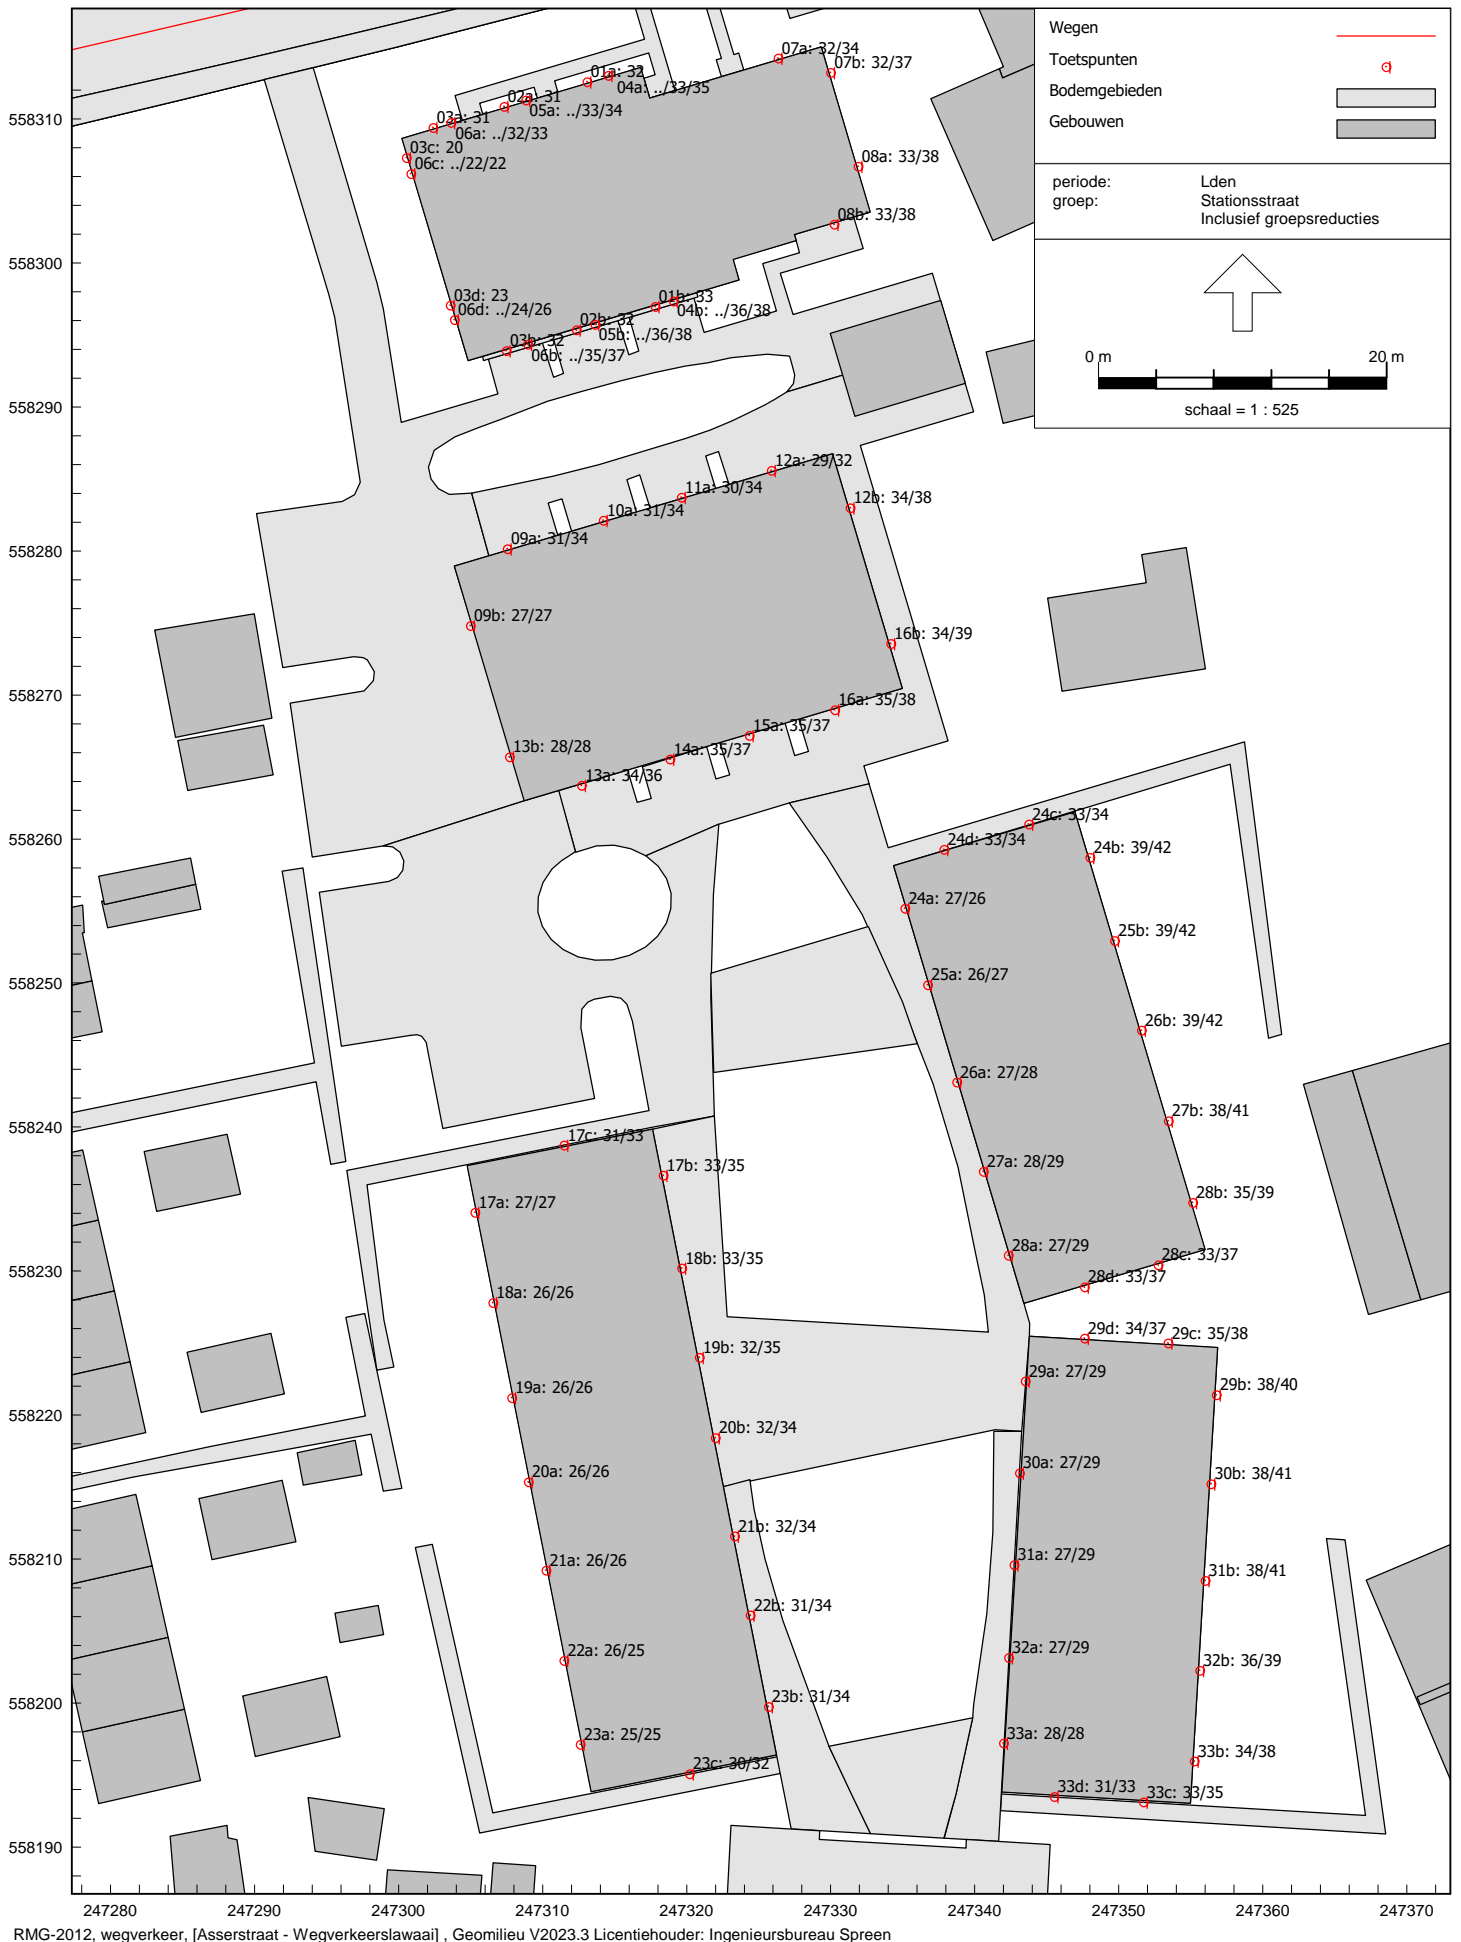 Wegen
Toetspunten
Bodemgebieden
Gebouwen
periode: Lden
groep: Stationsstraat
Inclusief groepsreducties
0 m 20 m
schaal = 1 : 525
07a: 32/34
07b: 32/37
01a: 32
04a: ../33/35
02a: 31
05a: ../33/34
03a: 31
06a: ../32/33
03c: 20
06c: ../22/22
08a: 33/38
08b: 33/38
03d: 23
06d: ../24/26
01b: 33
04b: ../36/38
02b: 32
05b: ../36/38
03b: 32
06b: ../35/37
12a: 29/32
11a: 30/34
12b: 34/38
10a: 31/34
09a: 31/34
09b: 27/27
16b: 34/39
16a: 35/38
15a: 35/37
14a: 35/37
13b: 28/28
13a: 34/36
24c: 33/34
24d: 33/34
24b: 39/42
24a: 27/26
25b: 39/42
25a: 26/27
26b: 39/42
26a: 27/28
27b: 38/41
17c: 31/33
17b: 33/35
27a: 28/29
17a: 27/27
28b: 35/39
28a: 27/29
18b: 33/35
28c: 33/37
28d: 33/37
18a: 26/26
29d: 34/37
29c: 35/38
19b: 32/35
29a: 27/29
29b: 38/40
19a: 26/26
20b: 32/34
20a: 26/26
30a: 27/29
30b: 38/41
21b: 32/34
21a: 26/26
31a: 27/29
31b: 38/41
22b: 31/34
22a: 26/25
32a: 27/29
32b: 36/39
23b: 31/34
23a: 25/25
33a: 28/28
33b: 34/38
23c: 30/32
33d: 31/33
33c: 33/35
558310
558300
558290
558280
558270
558260
558250
558240
558230
558220
558210
558200
558190
247280 247290 247300 247310 247320 247330 247340 247350 247360 247370
RMG-2012, wegverkeer, [Asserstraat - Wegverkeerslawaai] , Geomilieu V2023.3 Licentiehouder: Ingenieursbureau Spreen